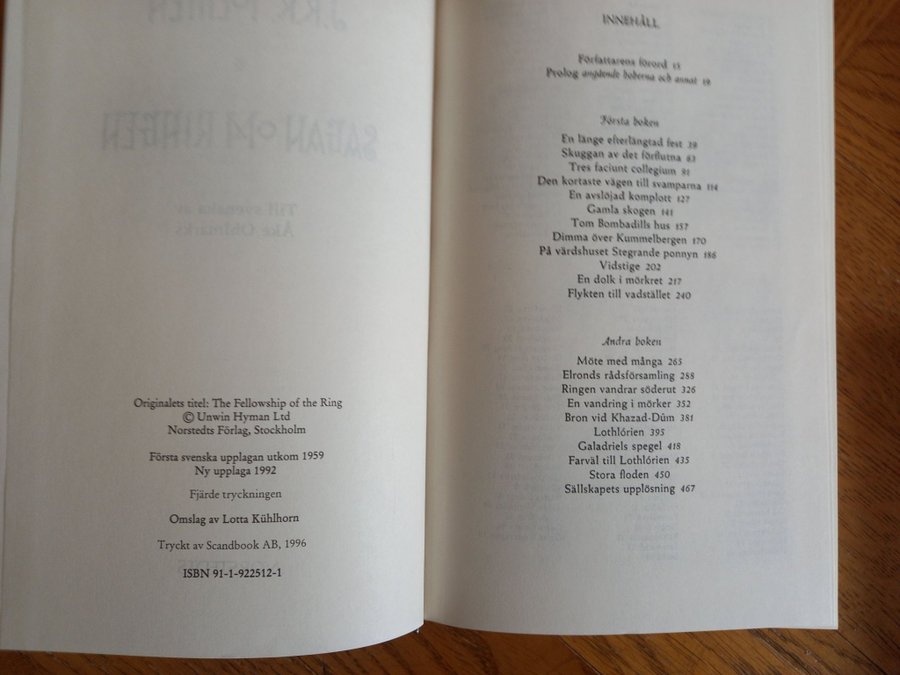 Originalets titel: The Fellowship of the Ring
© Unwin Hyman Ltd
Norstedts Förlag, Stockholm
Första svenska upplagan utkom 1959
Ny upplaga 1992
Fjärde tryckningen
Omslag av Lotta Kühlhorn
Tryckt av Scandbook AB, 1996
ISBN 91-1-922512-1
INNEHÅLL
Författarens förord 15
Prolog angående hoberna och annat 19
Första boken
En länge efterlängtad fest 39
Skuggan av det förflutna 63
Tres faciunt collegium 91
Den kortaste vägen till svamparna 114
En avslöjad komplott 127
Gamla skogen 141
Tom Bombadills hus 157
Dimma över Kummelbergen 170
På värdshuset Stegrande ponnyn 186
Vidstige 202
En dolk i mörkret 217
Flykten till vadstället 240
Andra boken
Möte med många 265
Elronds rådsförsamling 288
Ringen vandrar söderut 326
En vandring i mörker 352
Bron vid Khazad-Dûm 381
Lothlórien 395
Galadriels spegel 418
Farväl till Lothlórien 435
Stora floden 450
Sällskapets upplösning 467